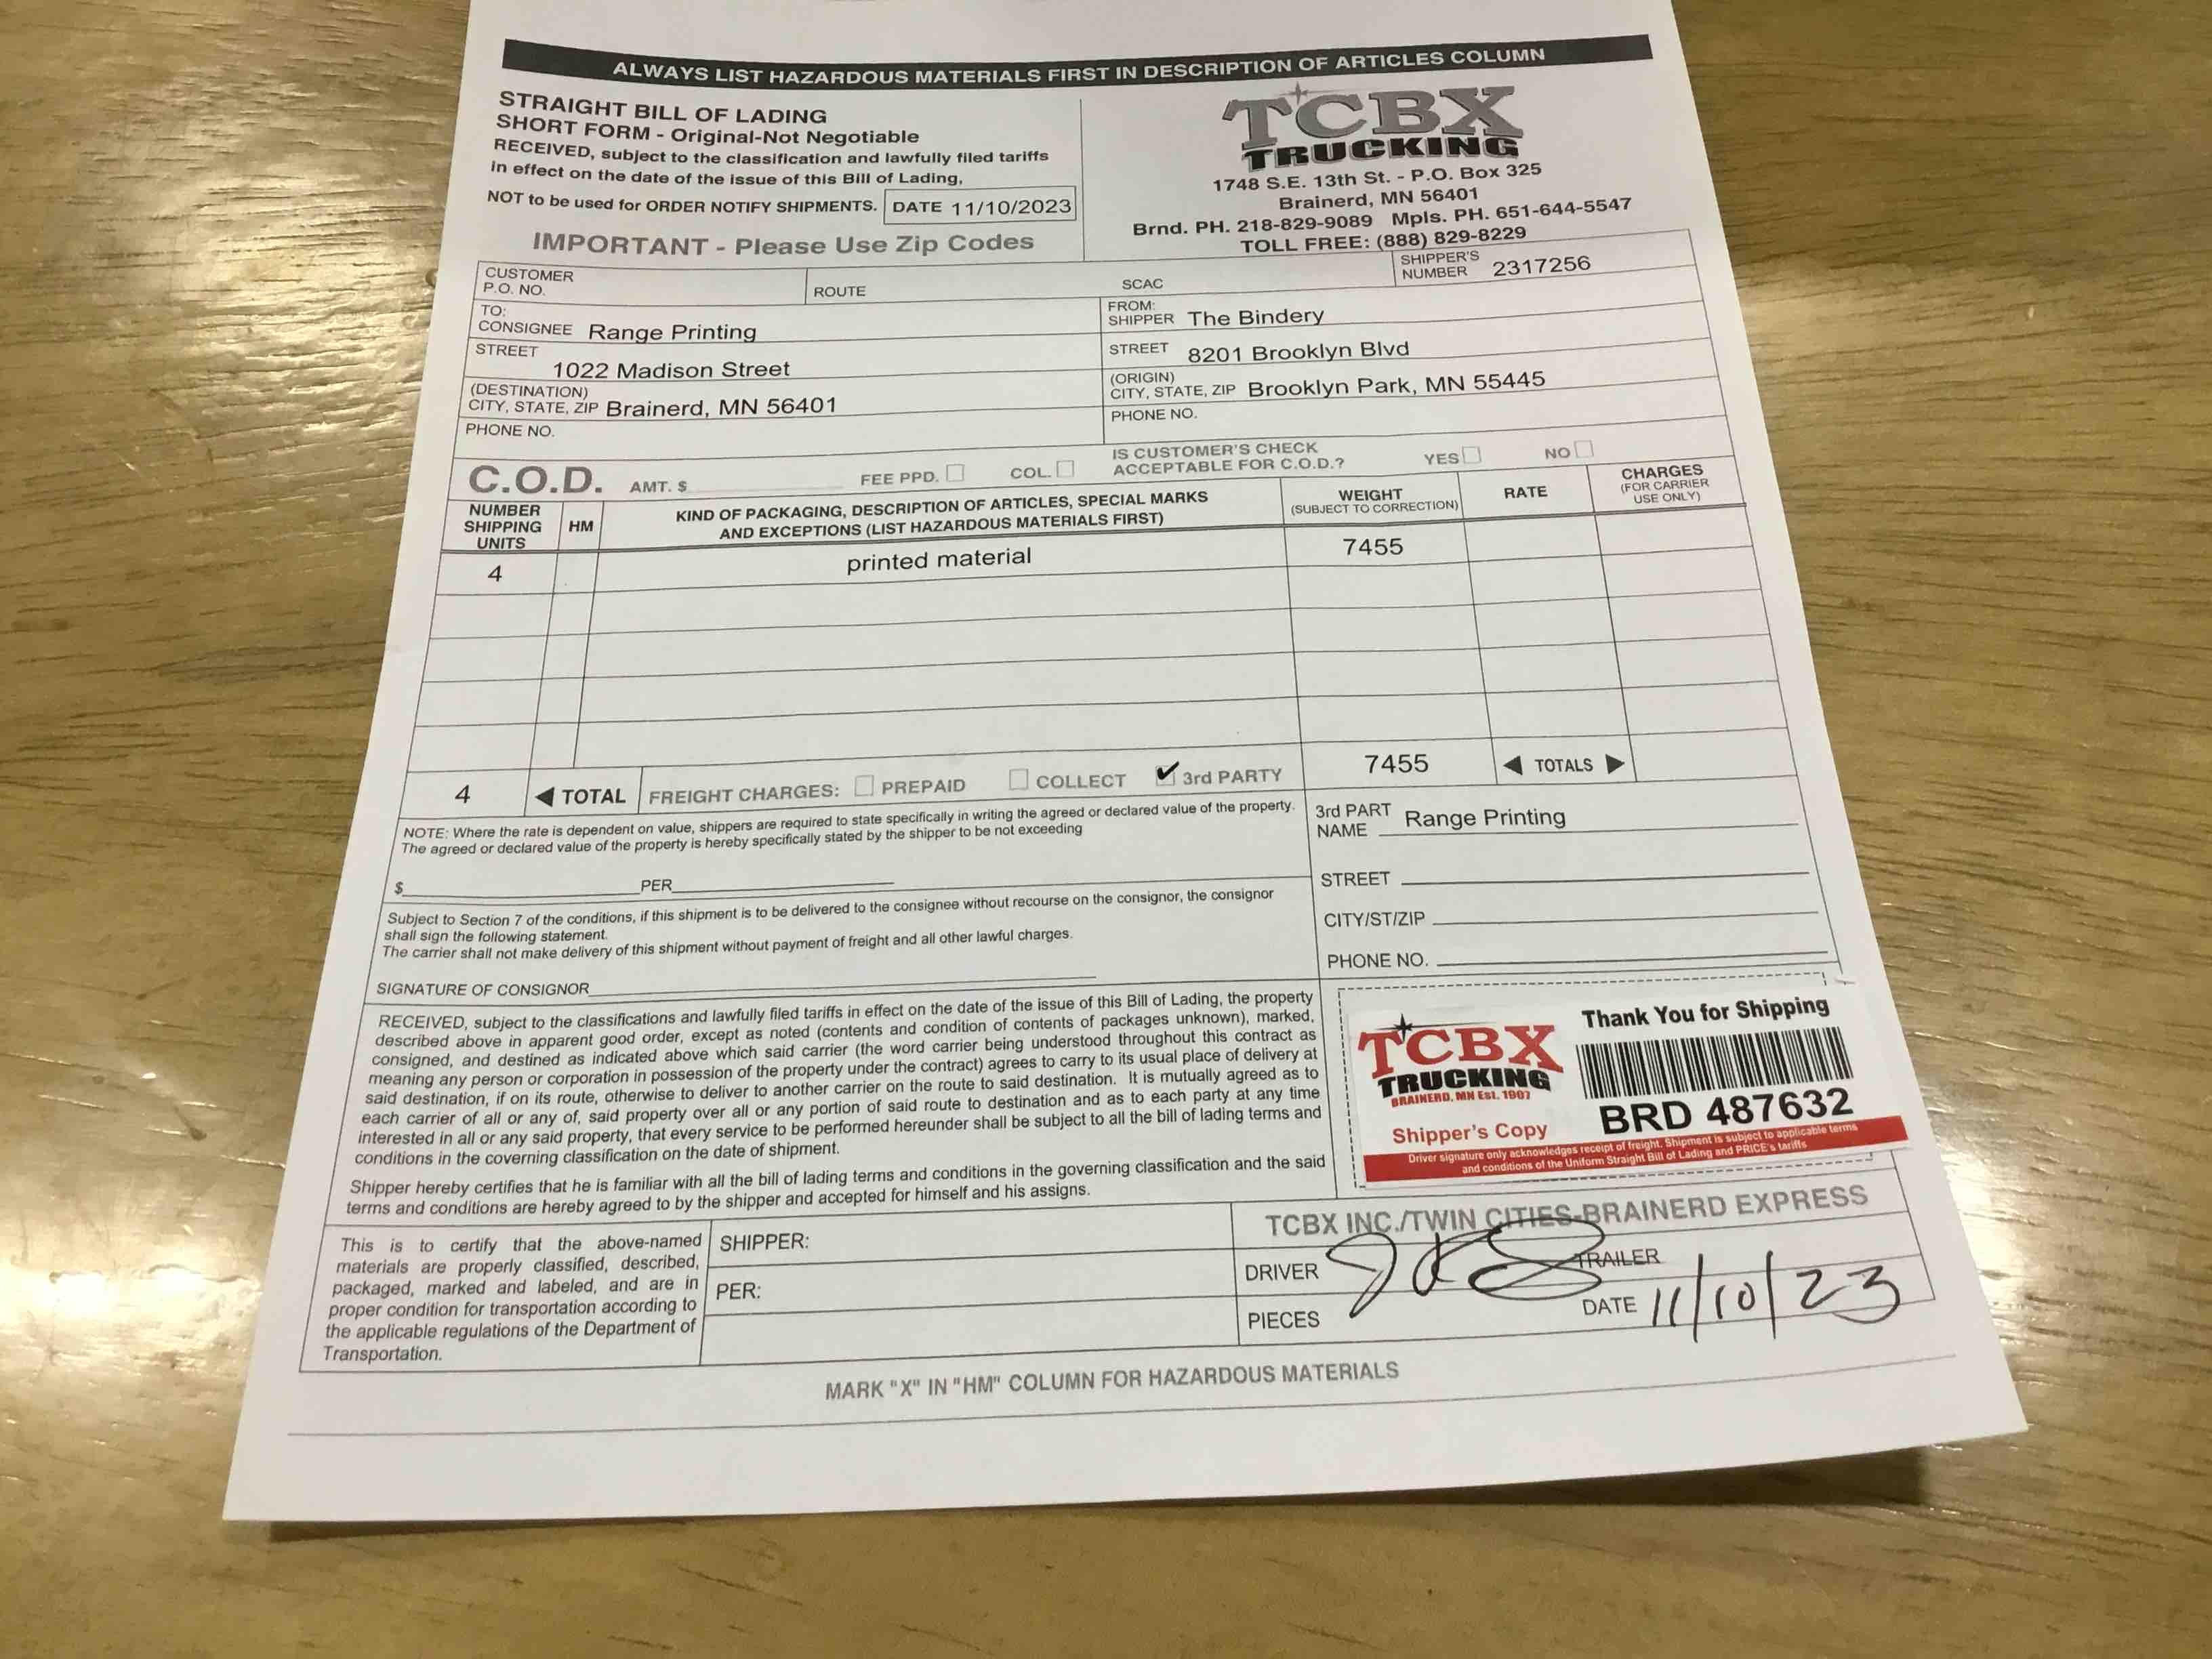 ALWAYS LIST HAZARDOUS MATERIALS FIRST IN DESCRIPTION OF ARTICLES COLUMN
STRAIGHT BILL OF LADING
SHORT FORM - Original-Not Negotiable
RECEIVED, subject to the classification and lawfully filed tariffs
in effect on the date of the issue of this Bill of Lading,
NOT to be used for ORDER NOTIFY SHIPMENTS. DATE 11/10/2023
IMPORTANT - Please Use Zip Codes
TCBX
TRUCKING
1748 S.E. 13th St. - P.O. Box 325
Brainerd, MN 56401
Brnd. PH. 218-829-9089 Mpls. PH. 651-644-5547
TOLL FREE: (888) 829-8229
CUSTOMER
P.O. NO.
ROUTE
SCAC
SHIPPER'S
NUMBER 2317256
TO:
CONSIGNEE Range Printing
STREET
1022 Madison Street
(DESTINATION)
CITY, STATE, ZIP Brainerd, MN 56401
PHONE NO.
FROM:
SHIPPER The Bindery
STREET 8201 Brooklyn Blvd
(ORIGIN)
CITY, STATE, ZIP Brooklyn Park, MN 55445
PHONE NO.
C.O.D. AMT. $ FEE PPD. COL.
IS CUSTOMER'S CHECK
ACCEPTABLE FOR C.O.D.? YES NO
NUMBER
SHIPPING
UNITS
HM
KIND OF PACKAGING, DESCRIPTION OF ARTICLES, SPECIAL MARKS
AND EXCEPTIONS (LIST HAZARDOUS MATERIALS FIRST)
WEIGHT
(SUBJECT TO CORRECTION)
RATE
CHARGES
(FOR CARRIER
USE ONLY)
4 printed material 7455
4 ◀ TOTAL FREIGHT CHARGES: PREPAID COLLECT ✔ 3rd PARTY 7455 ◀ TOTALS ▶
NOTE: Where the rate is dependent on value, shippers are required to state specifically in writing the agreed or declared value of the property.
The agreed or declared value of the property is hereby specifically stated by the shipper to be not exceeding
$ PER
Subject to Section 7 of the conditions, if this shipment is to be delivered to the consignee without recourse on the consignor, the consignor
shall sign the following statement.
The carrier shall not make delivery of this shipment without payment of freight and all other lawful charges.
SIGNATURE OF CONSIGNOR
3rd PART
NAME Range Printing
STREET
CITY/ST/ZIP
PHONE NO.
RECEIVED, subject to the classifications and lawfully filed tariffs in effect on the date of the issue of this Bill of Lading, the property
described above in apparent good order, except as noted (contents and condition of contents of packages unknown), marked,
consigned, and destined as indicated above which said carrier (the word carrier being understood throughout this contract as
meaning any person or corporation in possession of the property under the contract) agrees to carry to its usual place of delivery at
said destination, if on its route, otherwise to deliver to another carrier on the route to said destination. It is mutually agreed as to
each carrier of all or any of, said property over all or any portion of said route to destination and as to each party at any time
interested in all or any said property, that every service to be performed hereunder shall be subject to all the bill of lading terms and
conditions in the coverning classification on the date of shipment.
Shipper hereby certifies that he is familiar with all the bill of lading terms and conditions in the governing classification and the said
terms and conditions are hereby agreed to by the shipper and accepted for himself and his assigns.
TCBX
TRUCKING
BRAINERD, MN Est. 1907
Shipper's Copy
Thank You for Shipping
BRD 487632
Driver signature only acknowledges receipt of freight. Shipment is subject to applicable terms
and conditions of the Uniform Straight Bill of Lading and PRICE's tariffs
This is to certify that the above-named
materials are properly classified, described,
packaged, marked and labeled, and are in
proper condition for transportation according to
the applicable regulations of the Department of
Transportation.
SHIPPER:
PER:
TCBX INC./TWIN CITIES-BRAINERD EXPRESS
DRIVER TRAILER
PIECES DATE 11/10/23
MARK "X" IN "HM" COLUMN FOR HAZARDOUS MATERIALS